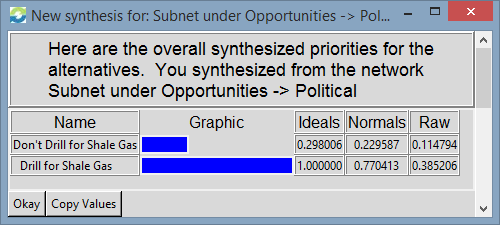 New synthesis for: Subnet under Opportunities -> Pol...
Here are the overall synthesized priorities for the
alternatives.  You synthesized from the network
Subnet under Opportunities -> Political
Name Graphic Ideals Normals Raw
Don't Drill for Shale Gas 0.298006 0.229587 0.114794
Drill for Shale Gas 1.000000 0.770413 0.385206
Okay Copy Values